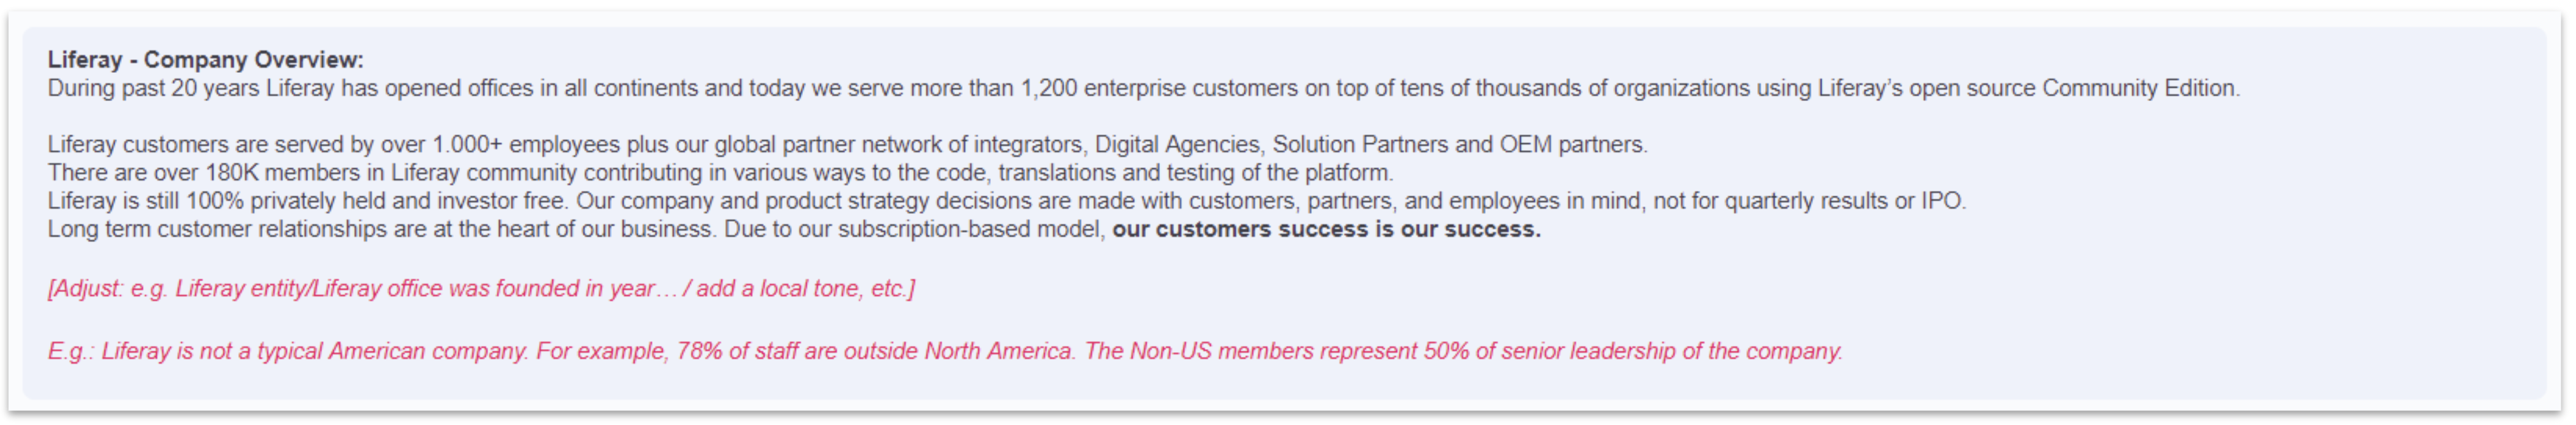 Liferay - Company Overview:
During past 20 years Liferay has opened offices in all continents and today we serve more than 1,200 enterprise customers on top of tens of thousands of organizations using Liferay’s open source Community Edition.
Liferay customers are served by over 1.000+ employees plus our global partner network of integrators, Digital Agencies, Solution Partners and OEM partners.
There are over 180K members in Liferay community contributing in various ways to the code, translations and testing of the platform.
Liferay is still 100% privately held and investor free. Our company and product strategy decisions are made with customers, partners, and employees in mind, not for quarterly results or IPO.
Long term customer relationships are at the heart of our business. Due to our subscription-based model, our customers success is our success.
[Adjust: e.g. Liferay entity/Liferay office was founded in year… / add a local tone, etc.]
E.g.: Liferay is not a typical American company. For example, 78% of staff are outside North America. The Non-US members represent 50% of senior leadership of the company.